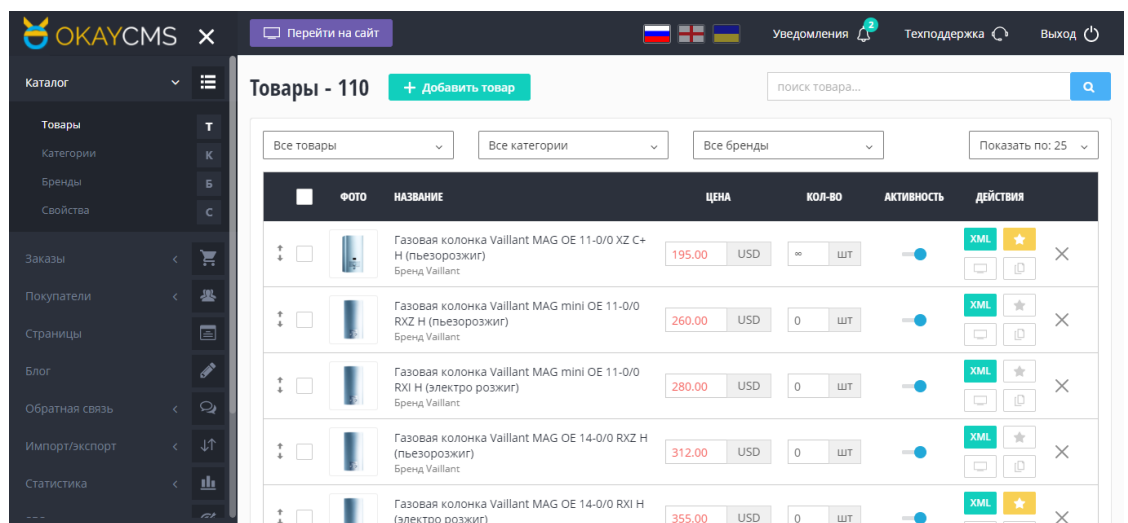 OKAYCMS
Перейти на сайт
Уведомления 2
Техподдержка
Выход
Каталог
Товары Т
Категории К
Бренды Б
Свойства С
Заказы
Покупатели
Страницы
Блог
Обратная связь
Импорт/экспорт
Статистика
Товары - 110
+ Добавить товар
поиск товара...
Все товары
Все категории
Все бренды
Показать по: 25
ФОТО НАЗВАНИЕ ЦЕНА КОЛ-ВО АКТИВНОСТЬ ДЕЙСТВИЯ
Газовая колонка Vaillant MAG OE 11-0/0 XZ C+
H (пьезорозжиг)
Бренд Vaillant
195.00 USD ∞ шт XML
Газовая колонка Vaillant MAG mini OE 11-0/0
RXZ H (пьезорозжиг)
Бренд Vaillant
260.00 USD 0 шт XML
Газовая колонка Vaillant MAG mini OE 11-0/0
RXI H (электро розжиг)
Бренд Vaillant
280.00 USD 0 шт XML
Газовая колонка Vaillant MAG OE 14-0/0 RXZ H
(пьезорозжиг)
Бренд Vaillant
312.00 USD 0 шт XML
Газовая колонка Vaillant MAG OE 14-0/0 RXI H
(электро розжиг)
355.00 USD 0 шт XML